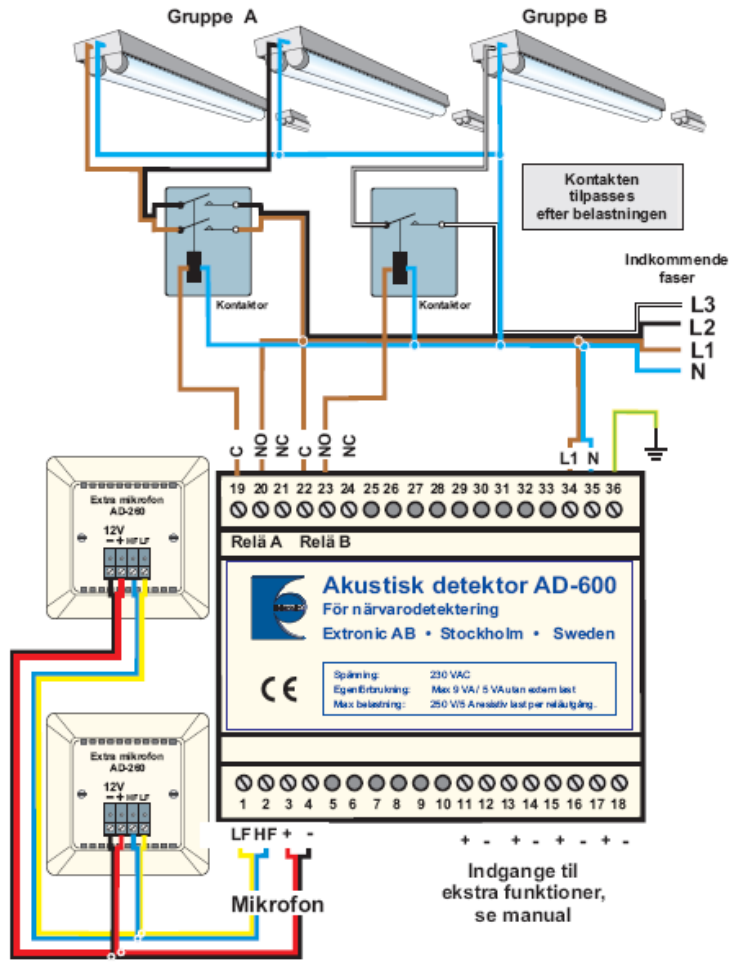 Gruppe A
Gruppe B
Kontakten
tilpasses
efter belastningen
Indkommende
faser
L3
L2
L1
N
Kontaktor
Kontaktor
C
NO
NC
C
NO
NC
L1 N
19 20 21 22 23 24 25 26 27 28 29 30 31 32 33 34 35 36
Relä A Relä B
Extra mikrofon
AD-260
12V
- + HF LF
Akustisk detektor AD-600
För närvarodetektering
Extronic AB • Stockholm • Sweden
Spänning: 230 VAC
Egenförbrukning: Max 9 VA / 5 VA utan extern last
Max belastning: 250 V/5 A resistiv last per reläutgång.
CE
Extra mikrofon
AD-260
12V
- + HF LF
1 2 3 4 5 6 7 8 9 10 11 12 13 14 15 16 17 18
LF HF + -
+ - + - + - + -
Mikrofon
Indgange til
ekstra funktioner,
se manual